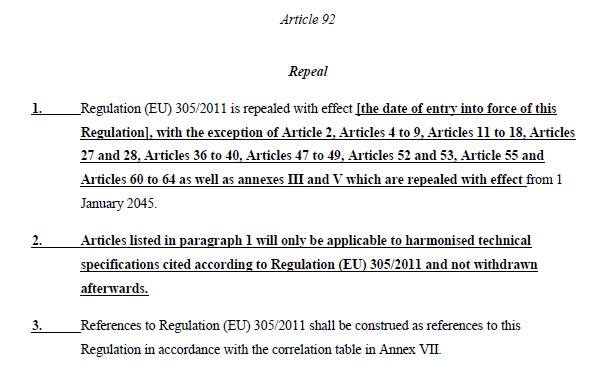 Article 92
Repeal
1. Regulation (EU) 305/2011 is repealed with effect [the date of entry into force of this
Regulation], with the exception of Article 2, Articles 4 to 9, Articles 11 to 18, Articles
27 and 28, Articles 36 to 40, Articles 47 to 49, Articles 52 and 53, Article 55 and
Articles 60 to 64 as well as annexes III and V which are repealed with effect from 1
January 2045.
2. Articles listed in paragraph 1 will only be applicable to harmonised technical
specifications cited according to Regulation (EU) 305/2011 and not withdrawn
afterwards.
3. References to Regulation (EU) 305/2011 shall be construed as references to this
Regulation in accordance with the correlation table in Annex VII.